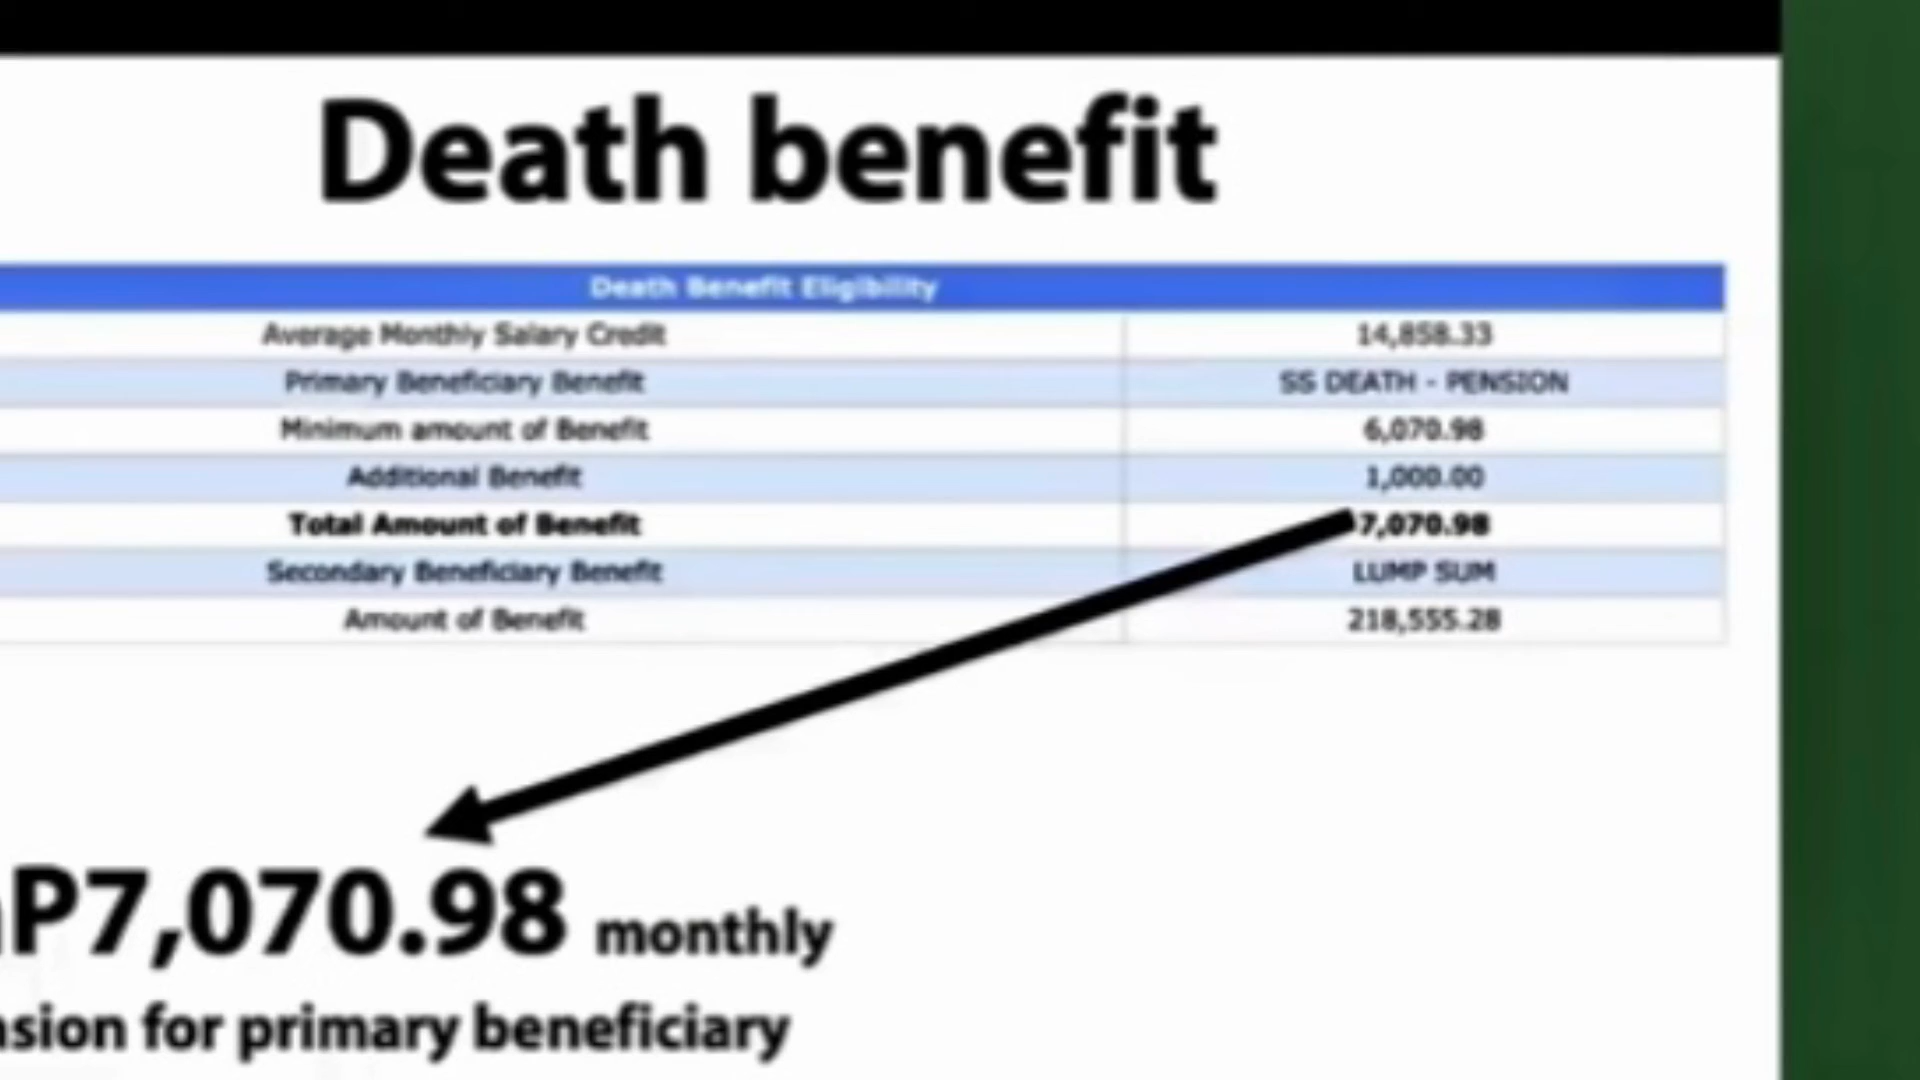 Death benefit
Death Benefit Eligibility
Average Monthly Salary Credit 14,858.33
Primary Beneficiary Benefit SS DEATH - PENSION
Minimum amount of Benefit 6,070.98
Additional Benefit 1,000.00
Total Amount of Benefit 7,070.98
Secondary Beneficiary Benefit LUMP SUM
Amount of Benefit 218,555.28
P7,070.98 monthly
for primary beneficiary